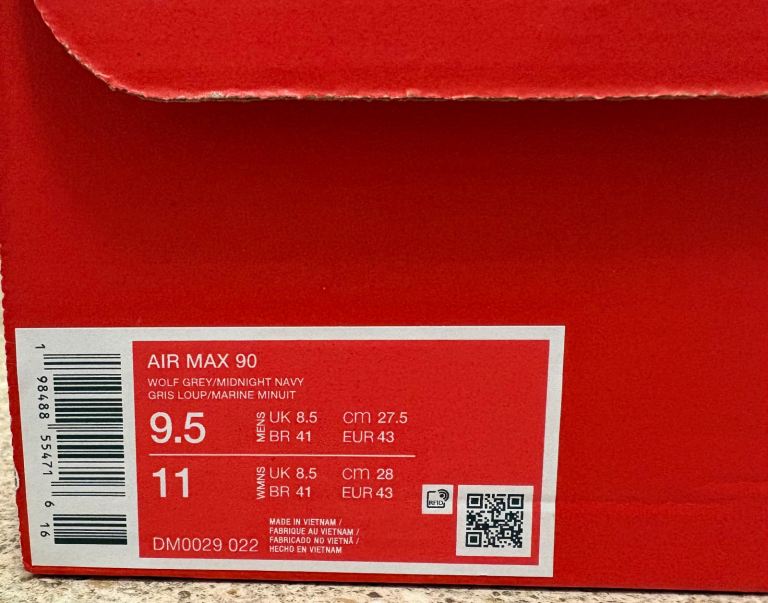 AIR MAX 90
WOLF GREY/MIDNIGHT NAVY
GRIS LOUP/MARINE MINUIT
9.5 MENS UK 8.5 cm 27.5
BR 41 EUR 43
11 WMNS UK 8.5 cm 28
BR 41 EUR 43
RFID
DM0029 022
MADE IN VIETNAM /
FABRIQUE AU VIETNAM /
FABRICADO NO VIETNÃ /
HECHO EN VIETNAM
1 98488 55471 6 16